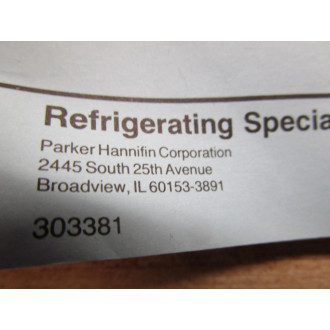 Refrigerating Specia
Parker Hannifin Corporation
2445 South 25th Avenue
Broadview, IL 60153-3891
303381